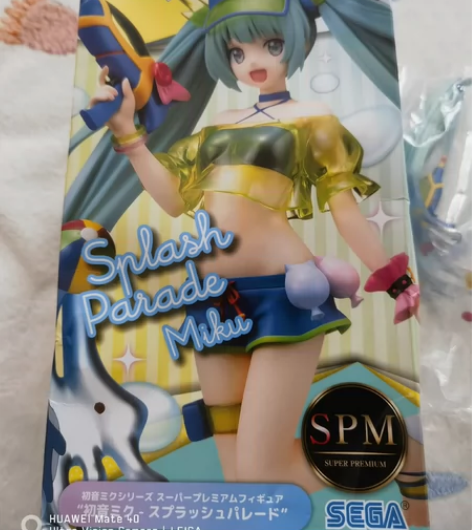 Splash
Parade
Miku
SPM
SUPER PREMIUM
初音ミクシリーズ スーパープレミアムフィギュア
“初音ミク - スプラッシュパレード”
SEGA
HUAWEI Mate 40